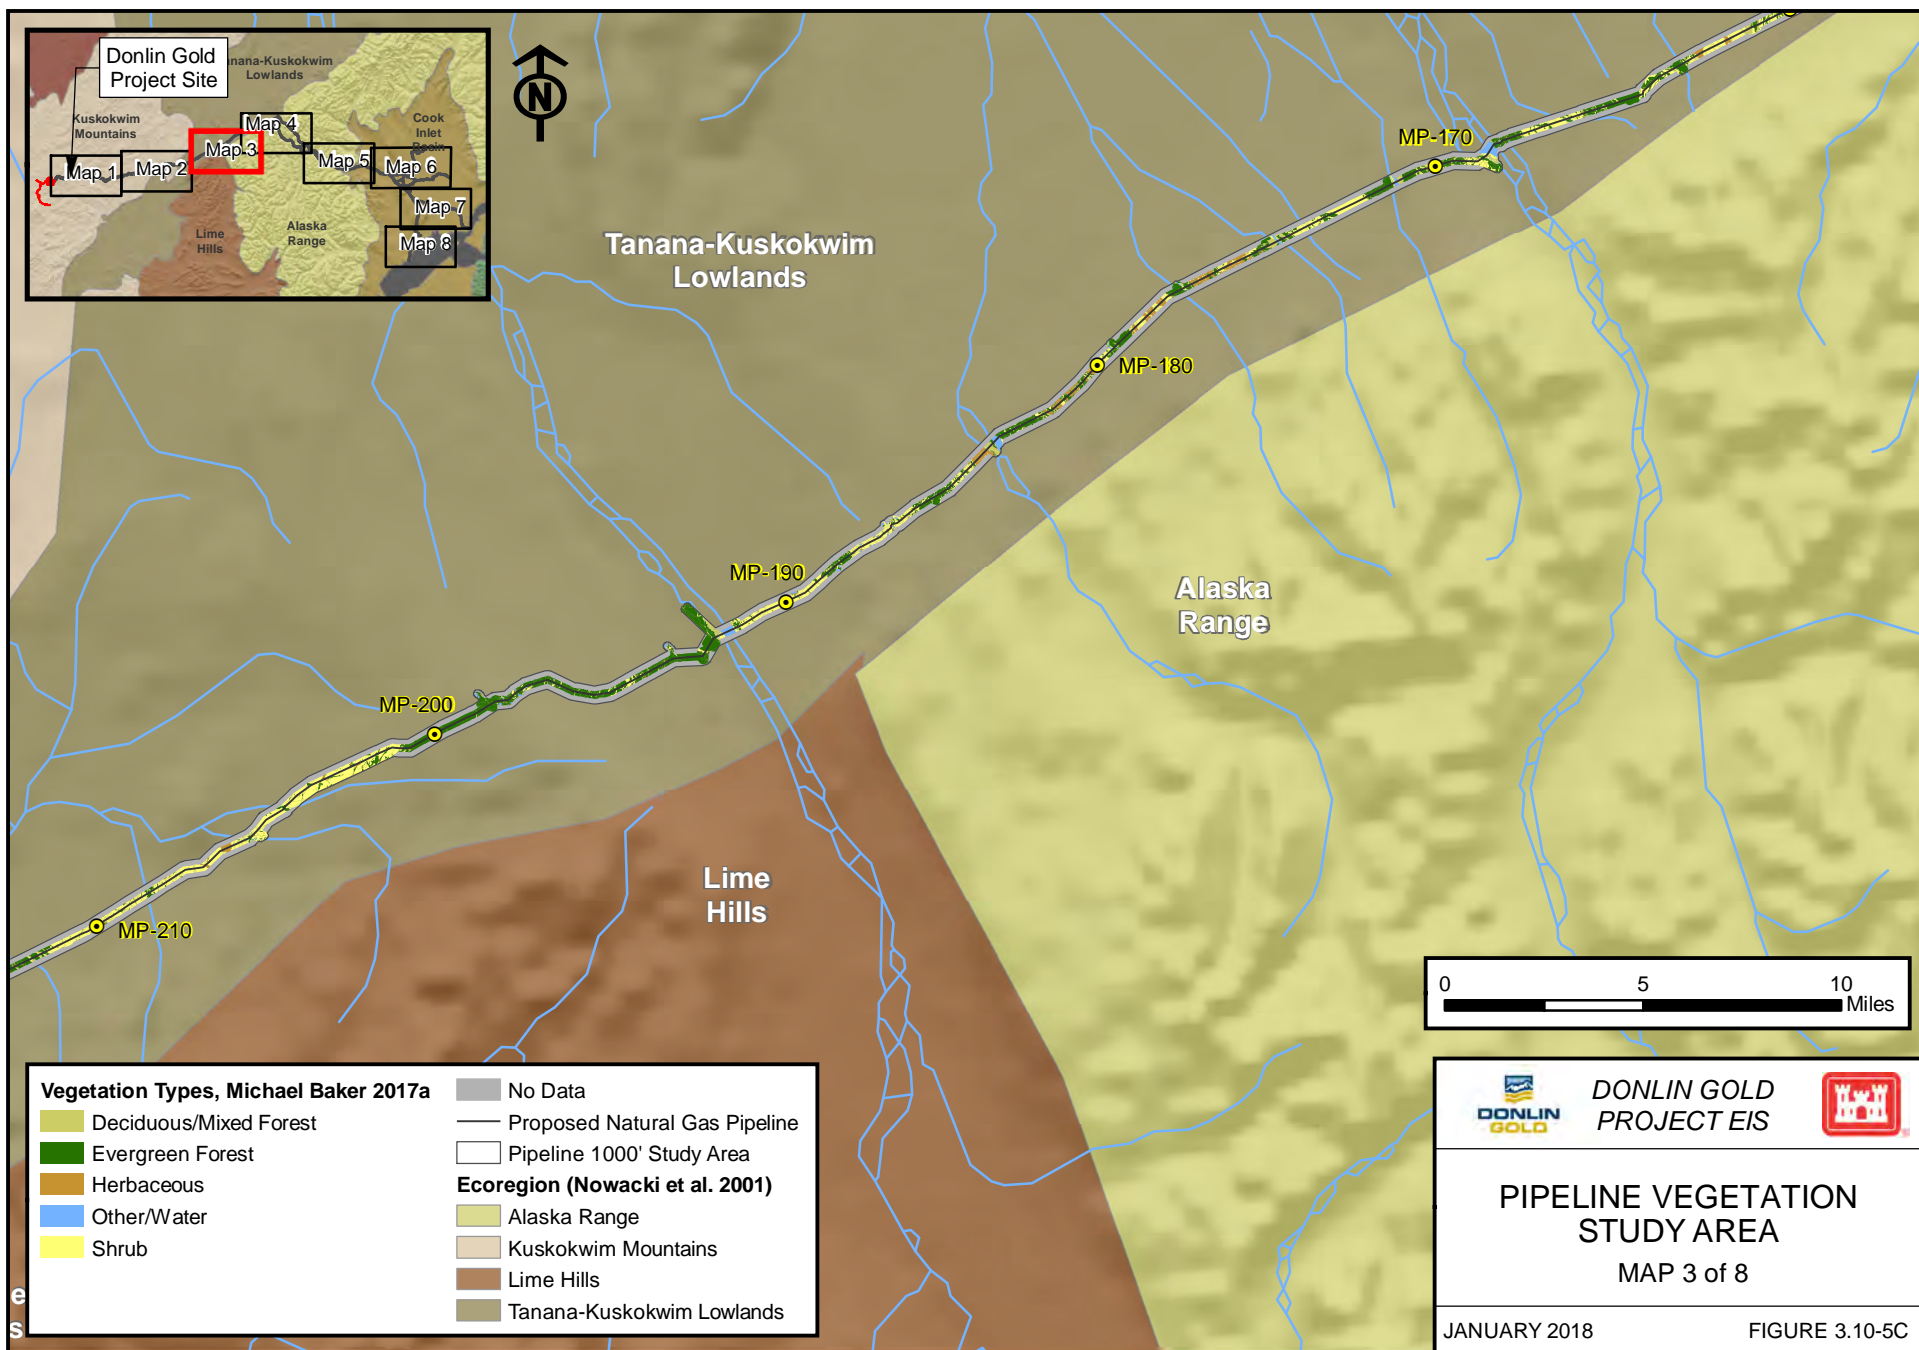 Donlin Gold
Project Site
nana-Kuskokwim
Lowlands
Kuskokwim
Mountains
Cook
Inlet
Basin
Map 1
Map 2
Map 3
Map 4
Map 5
Map 6
Map 7
Map 8
Lime
Hills
Alaska
Range
N
Tanana-Kuskokwim
Lowlands
MP-170
MP-180
MP-190
MP-200
MP-210
Alaska
Range
Lime
Hills
e
s
0 5 10
Miles
Vegetation Types, Michael Baker 2017a
Deciduous/Mixed Forest
Evergreen Forest
Herbaceous
Other/Water
Shrub
No Data
Proposed Natural Gas Pipeline
Pipeline 1000' Study Area
Ecoregion (Nowacki et al. 2001)
Alaska Range
Kuskokwim Mountains
Lime Hills
Tanana-Kuskokwim Lowlands
DONLIN
GOLD
DONLIN GOLD
PROJECT EIS
PIPELINE VEGETATION
STUDY AREA
MAP 3 of 8
JANUARY 2018
FIGURE 3.10-5C